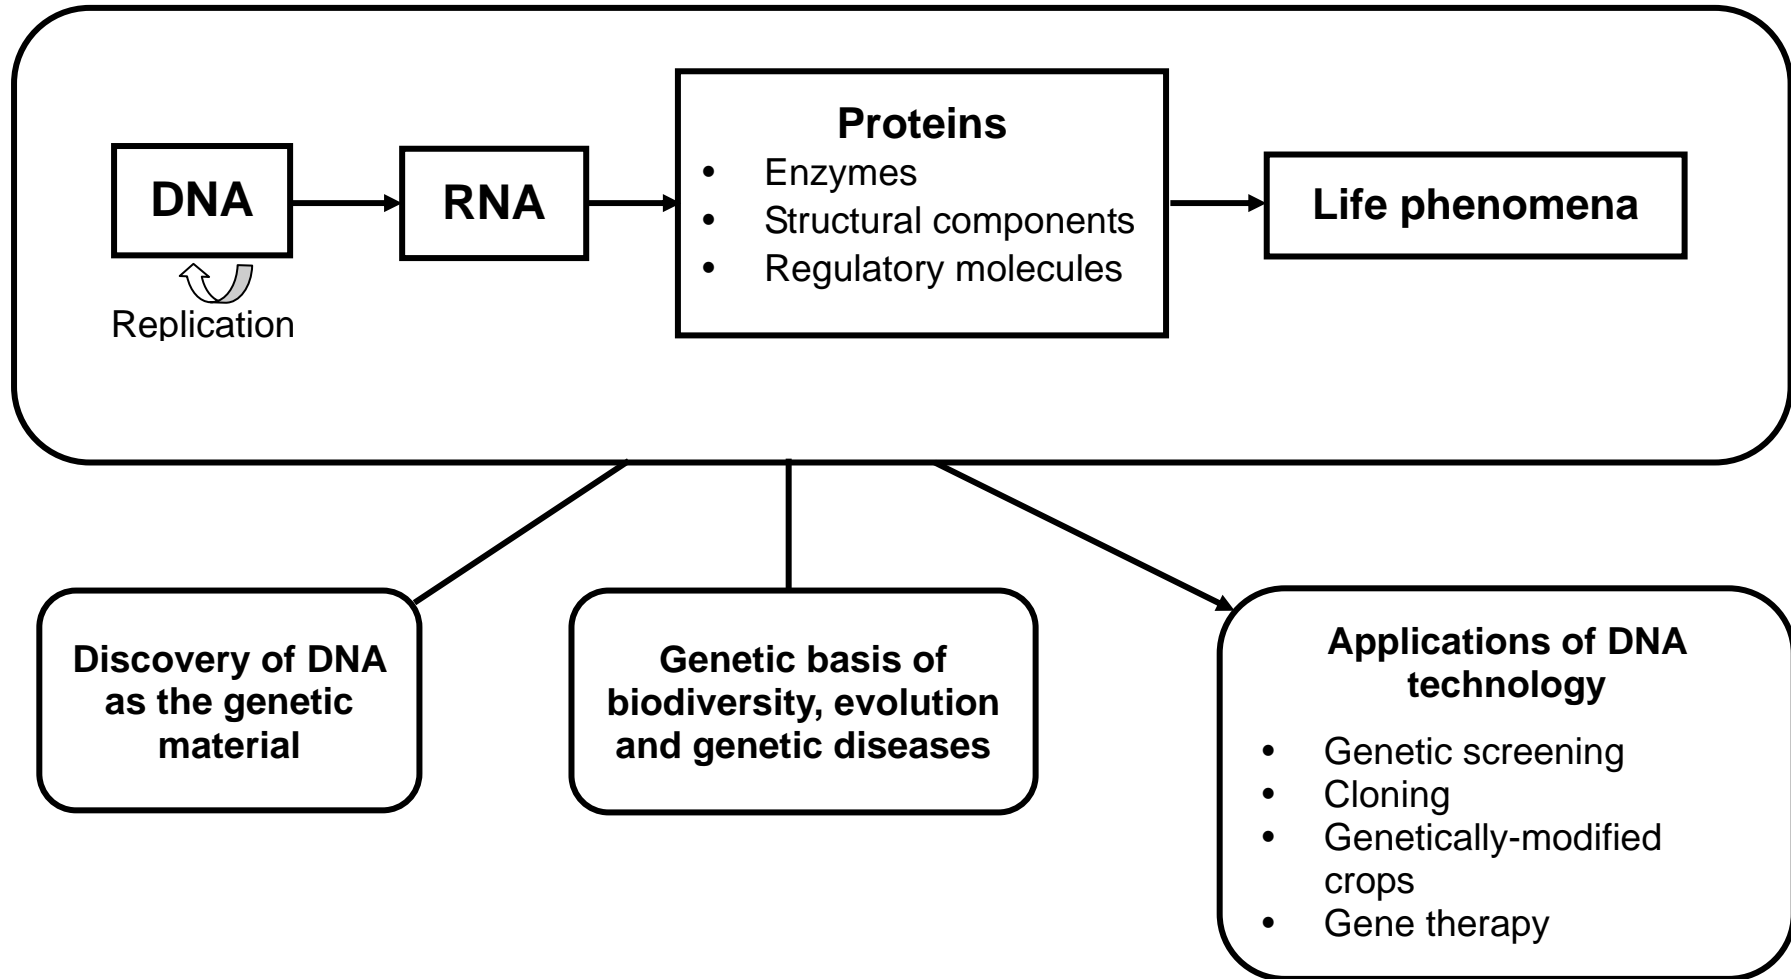 Proteins
• Enzymes
• Structural components
• Regulatory molecules
DNA
RNA
Life phenomena
Replication
Discovery of DNA
as the genetic
material
Genetic basis of
biodiversity, evolution
and genetic diseases
Applications of DNA
technology
• Genetic screening
• Cloning
• Genetically-modified
crops
• Gene therapy